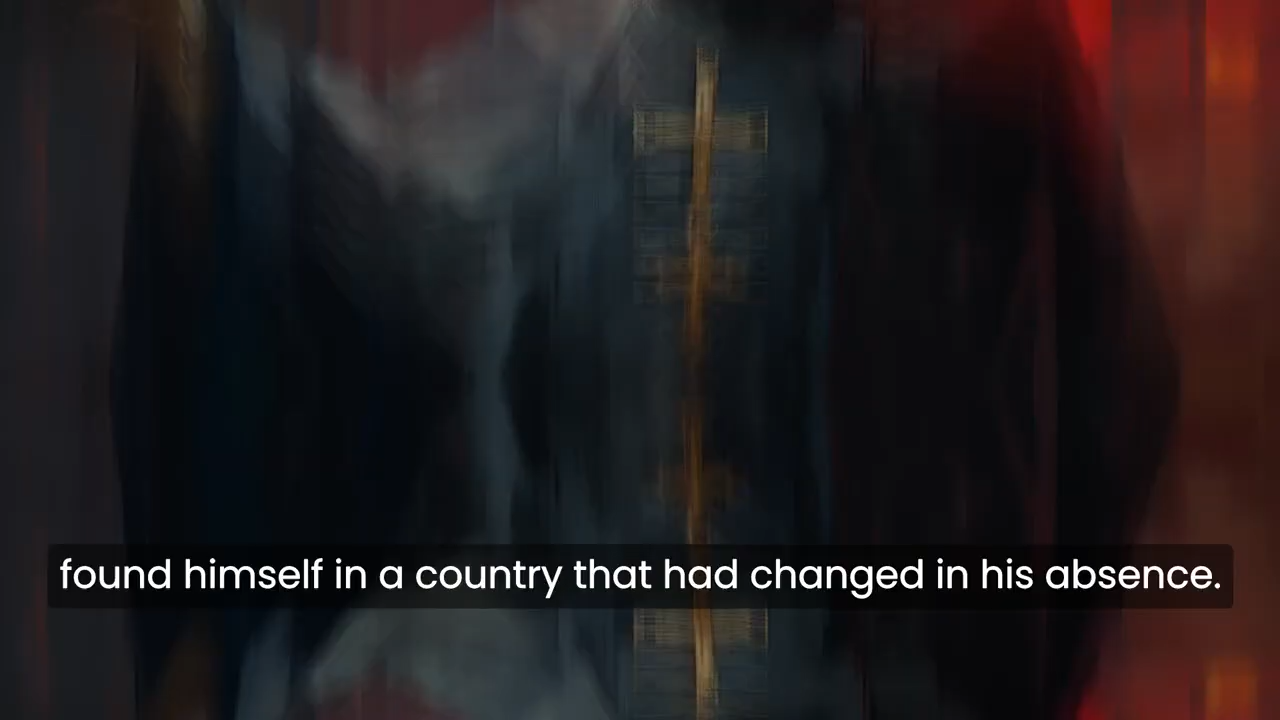 found himself in a country that had changed in his absence.